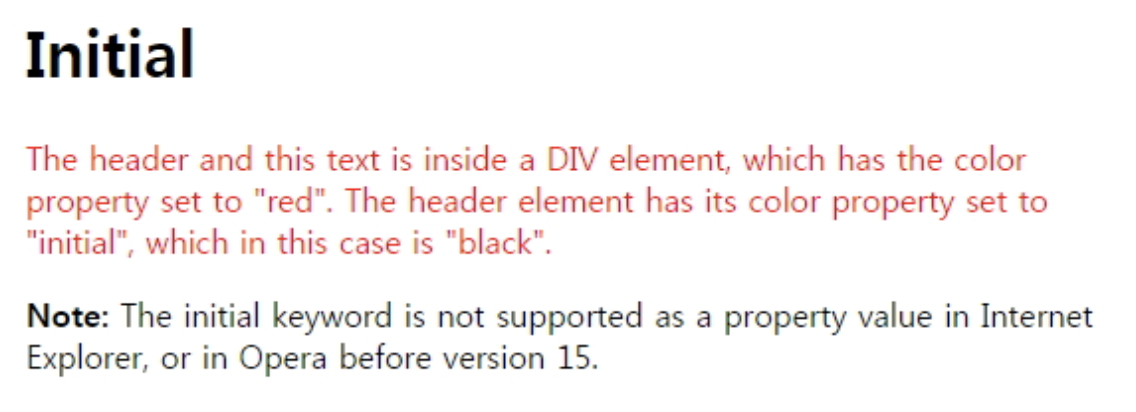 Initial
The header and this text is inside a DIV element, which has the color
property set to "red". The header element has its color property set to
"initial", which in this case is "black".
Note: The initial keyword is not supported as a property value in Internet
Explorer, or in Opera before version 15.